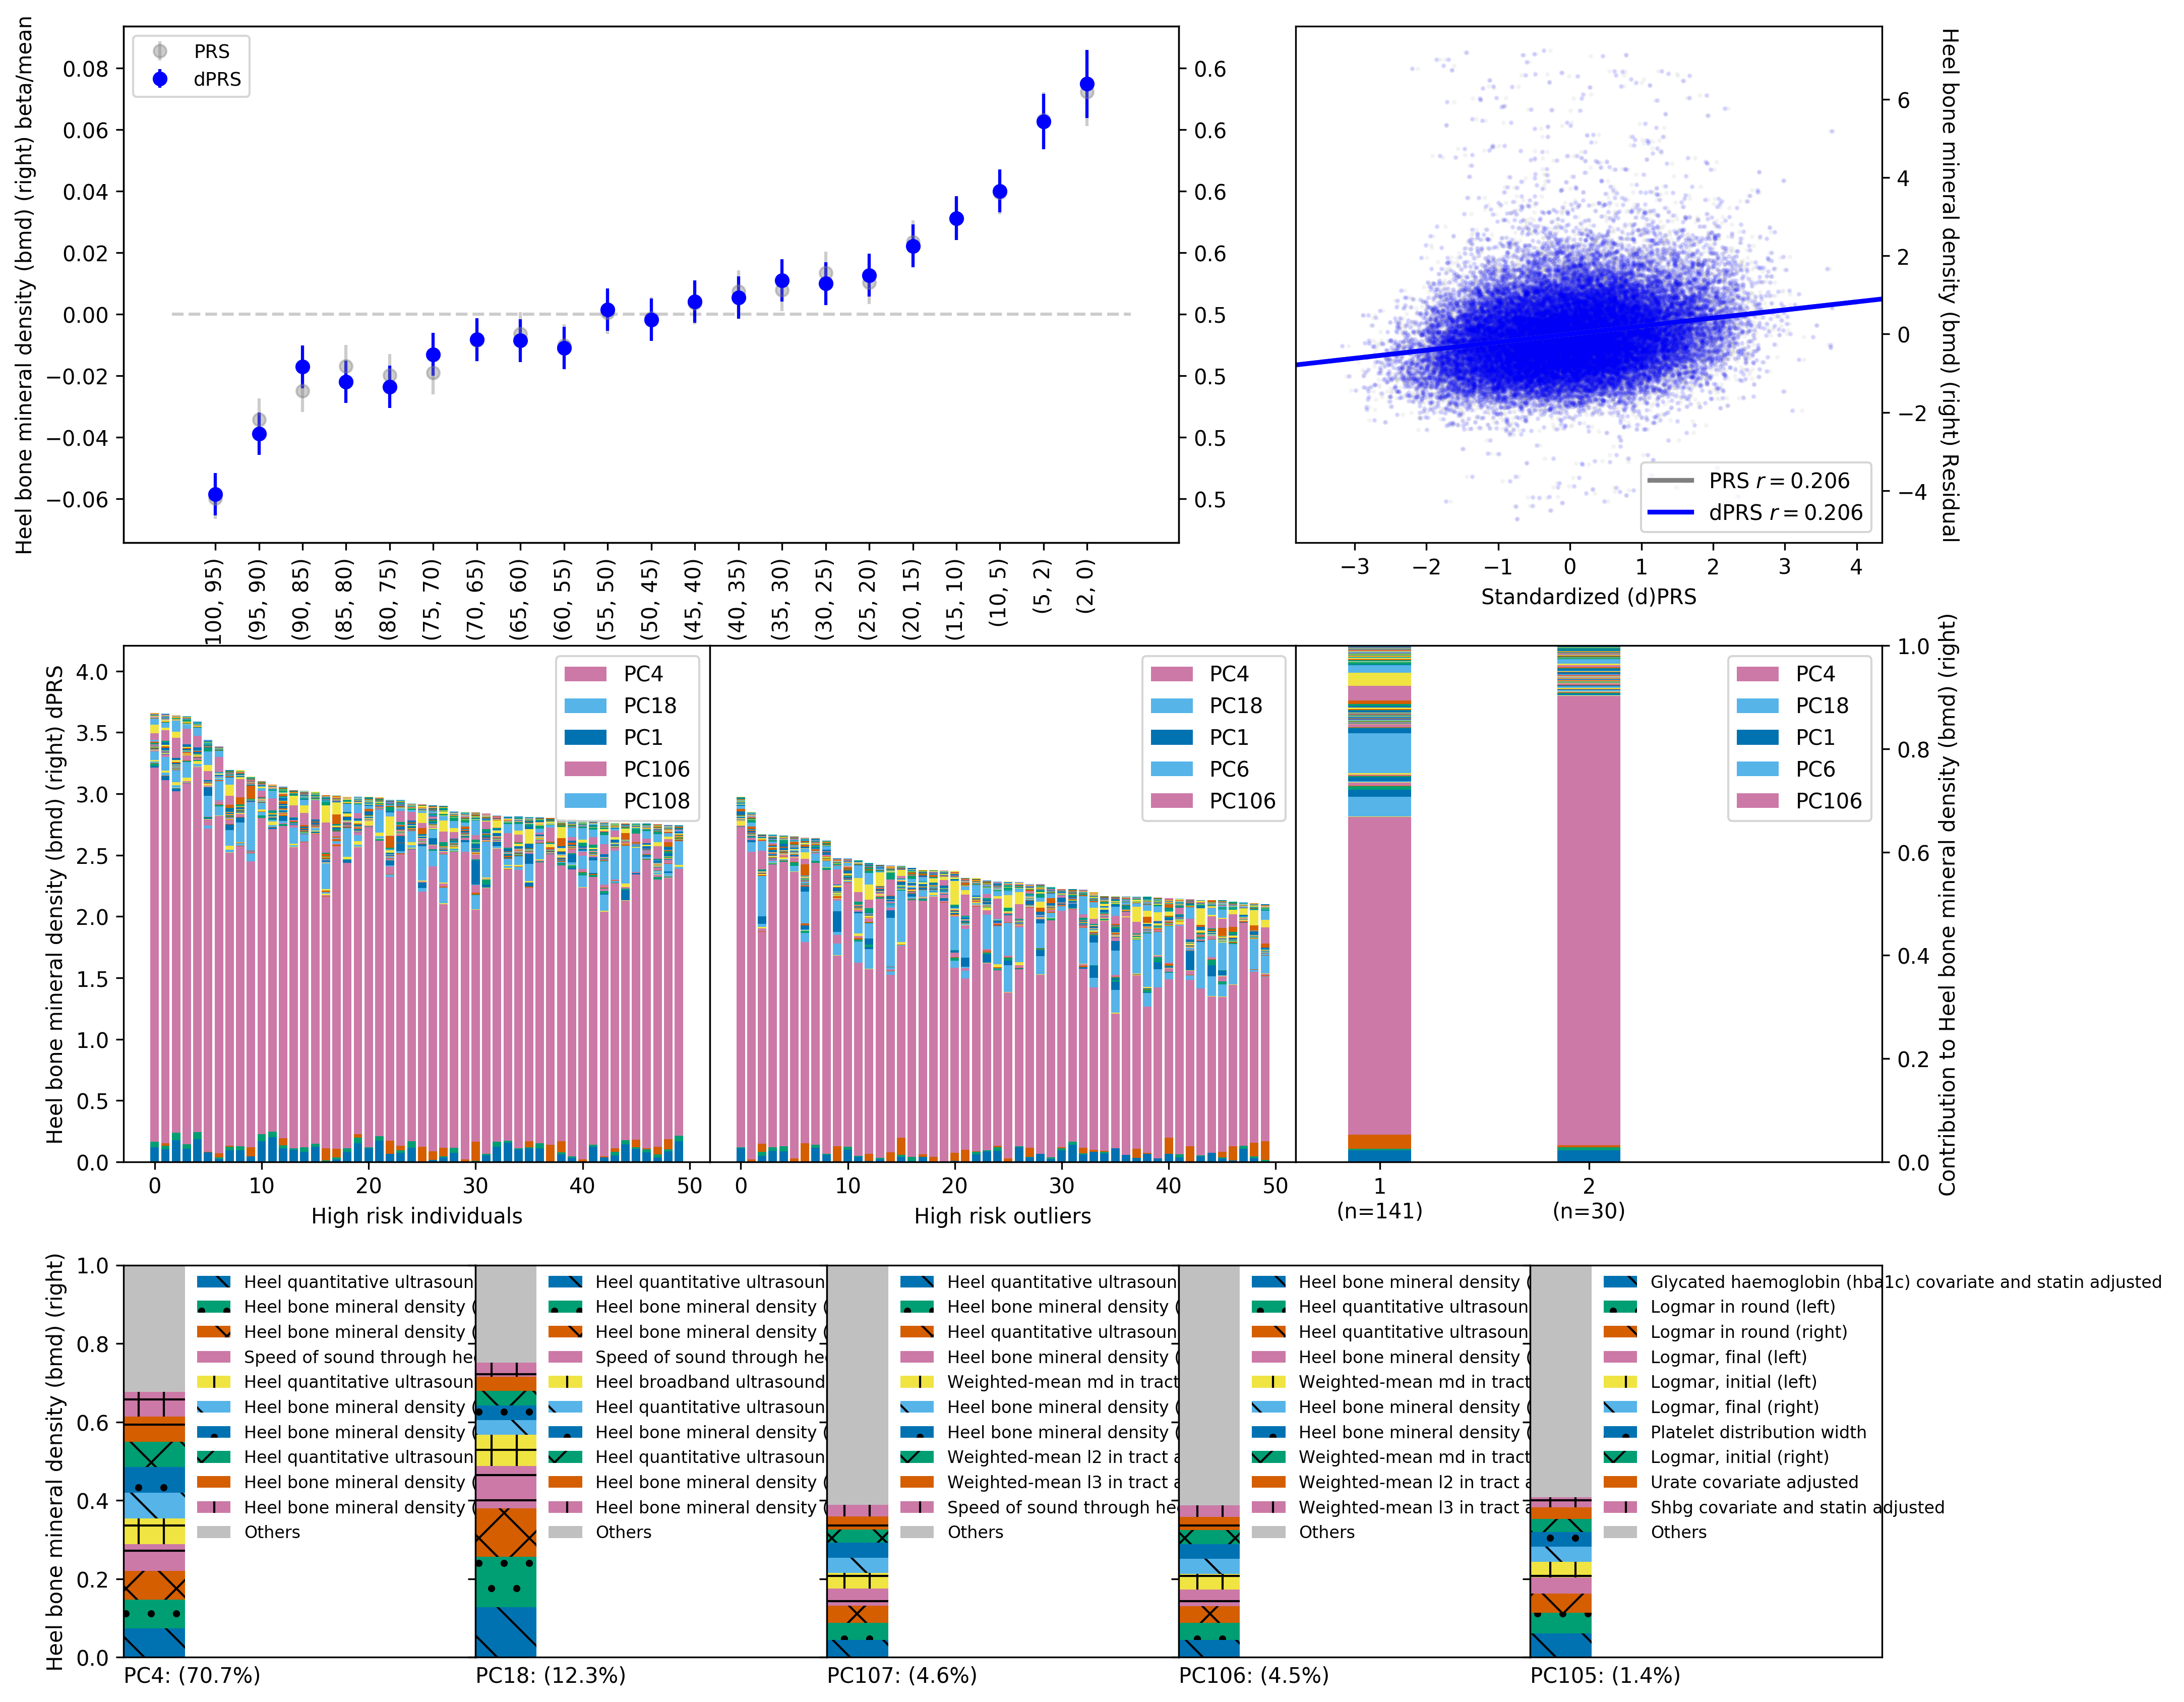 Heel bone mineral density (bmd) (right) beta/mean
PRS
dPRS
0.08
0.06
0.04
0.02
0.00
−0.02
−0.04
−0.06
0.6
0.6
0.6
0.6
0.5
0.5
0.5
0.5
100, 95)
(95, 90)
(90, 85)
(85, 80)
(80, 75)
(75, 70)
(70, 65)
(65, 60)
(60, 55)
(55, 50)
(50, 45)
(45, 40)
(40, 35)
(35, 30)
(30, 25)
(25, 20)
(20, 15)
(15, 10)
(10, 5)
(5, 2)
(2, 0)
Heel bone mineral density (bmd) (right) Residual
6
4
2
0
−2
−4
PRS r = 0.206
dPRS r = 0.206
−3 −2 −1 0 1 2 3 4
Standardized (d)PRS
Heel bone mineral density (bmd) (right) dPRS
4.0
3.5
3.0
2.5
2.0
1.5
1.0
0.5
0.0
PC4
PC18
PC1
PC106
PC108
0 10 20 30 40 50
High risk individuals
PC4
PC18
PC1
PC6
PC106
0 10 20 30 40 50
High risk outliers
PC4
PC18
PC1
PC6
PC106
1
(n=141)
2
(n=30)
1.0
0.8
0.6
0.4
0.2
0.0
Contribution to Heel bone mineral density (bmd) (right)
Heel bone mineral density (bmd) (right)
1.0
0.8
0.6
0.4
0.2
0.0
Heel quantitative ultrasoun
Heel bone mineral density (
Heel bone mineral density (
Speed of sound through hee
Heel quantitative ultrasoun
Heel bone mineral density (
Heel bone mineral density (
Heel quantitative ultrasoun
Heel bone mineral density (
Heel bone mineral density (
Others
PC4: (70.7%)
Heel quantitative ultrasoun
Heel bone mineral density (
Heel bone mineral density (
Speed of sound through he
Heel broadband ultrasound
Heel quantitative ultrasoun
Heel bone mineral density (
Heel quantitative ultrasoun
Heel bone mineral density (
Heel bone mineral density (
Others
PC18: (12.3%)
Heel quantitative ultrasoun
Heel bone mineral density (
Heel quantitative ultrasoun
Heel bone mineral density (
Weighted-mean md in tract
Heel bone mineral density (
Heel bone mineral density (
Weighted-mean l2 in tract a
Weighted-mean l3 in tract a
Speed of sound through he
Others
PC107: (4.6%)
Heel bone mineral density (
Heel quantitative ultrasoun
Heel quantitative ultrasoun
Heel bone mineral density (
Weighted-mean md in tract
Heel bone mineral density (
Heel bone mineral density (
Weighted-mean md in tract
Weighted-mean l2 in tract a
Weighted-mean l3 in tract a
Others
PC106: (4.5%)
Glycated haemoglobin (hba1c) covariate and statin adjusted
Logmar in round (left)
Logmar in round (right)
Logmar, final (left)
Logmar, initial (left)
Logmar, final (right)
Platelet distribution width
Logmar, initial (right)
Urate covariate adjusted
Shbg covariate and statin adjusted
Others
PC105: (1.4%)